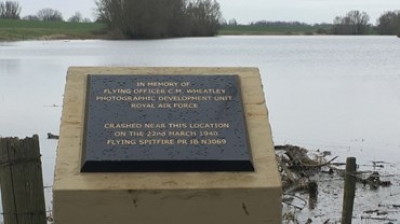 IN MEMORY OF
FLYING OFFICER C.M. WHEATLEY
PHOTOGRAPHIC DEVELOPMENT UNIT
ROYAL AIR FORCE
CRASHED NEAR THIS LOCATION
ON THE 22ND MARCH 1940
FLYING SPITFIRE PR IB N3069